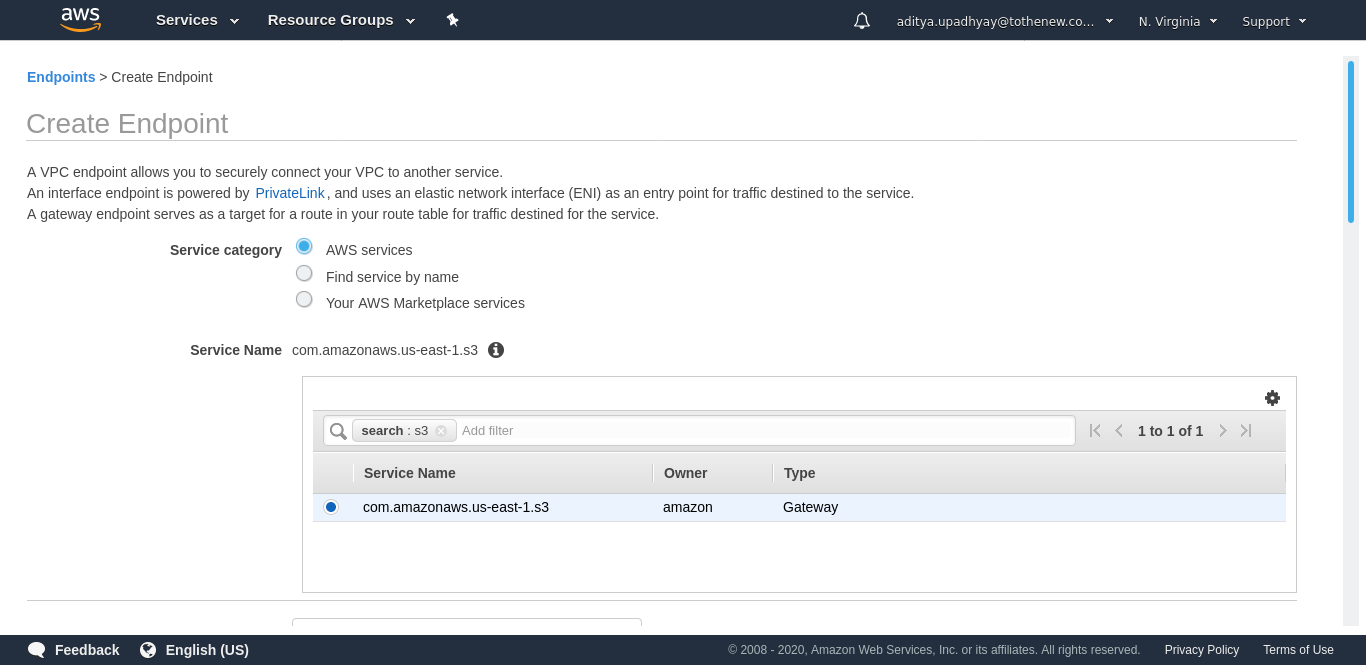 aws Services Resource Groups aditya.upadhyay@tothenew.co... N. Virginia Support
Endpoints > Create Endpoint
Create Endpoint
A VPC endpoint allows you to securely connect your VPC to another service.
An interface endpoint is powered by PrivateLink, and uses an elastic network interface (ENI) as an entry point for traffic destined to the service.
A gateway endpoint serves as a target for a route in your route table for traffic destined for the service.
Service category AWS services
Find service by name
Your AWS Marketplace services
Service Name com.amazonaws.us-east-1.s3
search : s3 Add filter 1 to 1 of 1
Service Name Owner Type
com.amazonaws.us-east-1.s3 amazon Gateway
Feedback English (US) © 2008 - 2020, Amazon Web Services, Inc. or its affiliates. All rights reserved. Privacy Policy Terms of Use